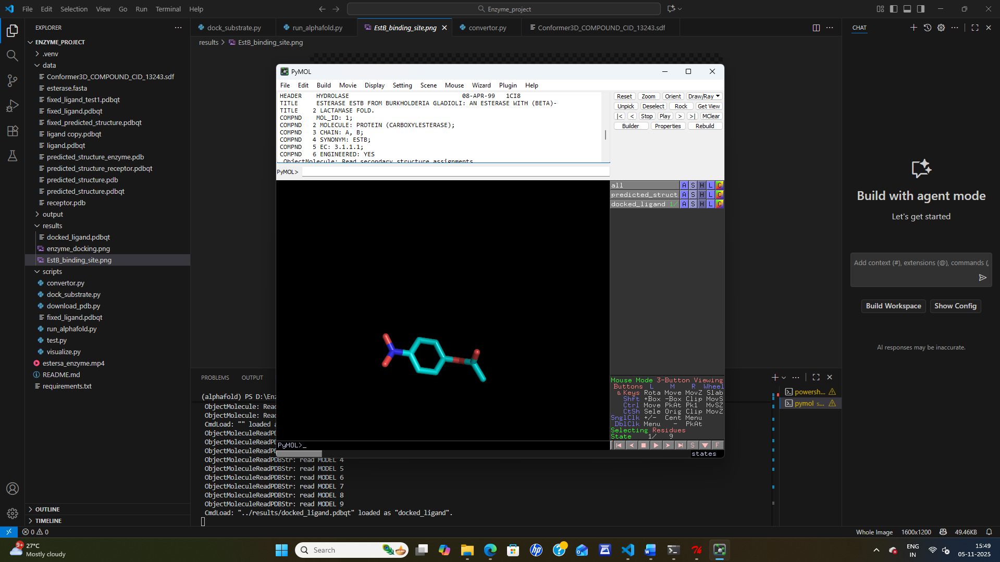 File Edit Selection View Go Run Terminal Help
Enzyme_project
EXPLORER
ENZYME_PROJECT
.venv
data
Conformer3D_COMPOUND_CID_13243.sdf
esterase.fasta
fixed_ligand_test1.pdbqt
fixed_ligand.pdbqt
fixed_predicted_structure.pdbqt
ligand copy.pdbqt
ligand.pdbqt
predicted_structure_enzyme.pdb
predicted_structure_receptor.pdbqt
predicted_structure.pdb
predicted_structure.pdbqt
receptor.pdb
output
results
docked_ligand.pdbqt
enzyme_docking.png
EstB_binding_site.png
scripts
convertor.py
dock_substrate.py
download_pdb.py
fixed_ligand.pdbqt
run_alphafold.py
test.py
visualize.py
estersa_enzyme.mp4
README.md
requirements.txt
OUTLINE
TIMELINE
dock_substrate.py run_alphafold.py EstB_binding_site.png convertor.py Conformer3D_COMPOUND_CID_13243.sdf
results > EstB_binding_site.png
PyMOL
File Edit Build Movie Display Setting Scene Mouse Wizard Plugin Help
HEADER HYDROLASE 08-APR-99 1CI8
TITLE ESTERASE ESTB FROM BURKHOLDERIA GLADIOLI: AN ESTERASE WITH (BETA)-
TITLE 2 LACTAMASE FOLD.
COMPND MOL_ID: 1;
COMPND 2 MOLECULE: PROTEIN (CARBOXYLESTERASE);
COMPND 3 CHAIN: A, B;
COMPND 4 SYNONYM: ESTB;
COMPND 5 EC: 3.1.1.1;
COMPND 6 ENGINEERED: YES
ObjectMolecule: Read secondary structure assignments
PyMOL>
Reset Zoom Orient Draw/Ray
Unpick Deselect Rock Get View
|< < Stop Play > >| MClear
Builder Properties Rebuild
all A S H L C
predicted_struct A S H L C
docked_ligand 1/ A S H L C
Mouse Mode 3-Button Viewing
Buttons L M R Wheel
& Keys Rota Move MovZ Slab
Shft +Box -Box Clip MovS
Ctrl Move PkAt Pk1 MvSZ
CtSh Sele Orig Clip MovZ
SnglClk +/- Cent Menu
DblClk Menu - PkAt
Selecting Residues
State 1/ 9
S F
PyMOL>_
states
PROBLEMS OUTPUT
(alphafold) PS D:\Enz
ObjectMolecule: Read
ObjectMolecule: Read
CmdLoad: "" loaded a
ObjectMoleculeReadPD
ObjectMoleculeReadPD
ObjectMoleculeReadPD
ObjectMoleculeReadPDBStr: read MODEL 4
ObjectMoleculeReadPDBStr: read MODEL 5
ObjectMoleculeReadPDBStr: read MODEL 6
ObjectMoleculeReadPDBStr: read MODEL 7
ObjectMoleculeReadPDBStr: read MODEL 8
ObjectMoleculeReadPDBStr: read MODEL 9
CmdLoad: "../results/docked_ligand.pdbqt" loaded as "docked_ligand".
powersh...
pymol s...
CHAT
Build with agent mode
Let's get started
Add context (#), extensions (@), commands (
Build Workspace Show Config
AI responses may be inaccurate.
0 0
Whole Image 1600x1200 49.46KB
9+
27°C
Mostly cloudy
Search
ENG
IN
15:49
05-11-2025